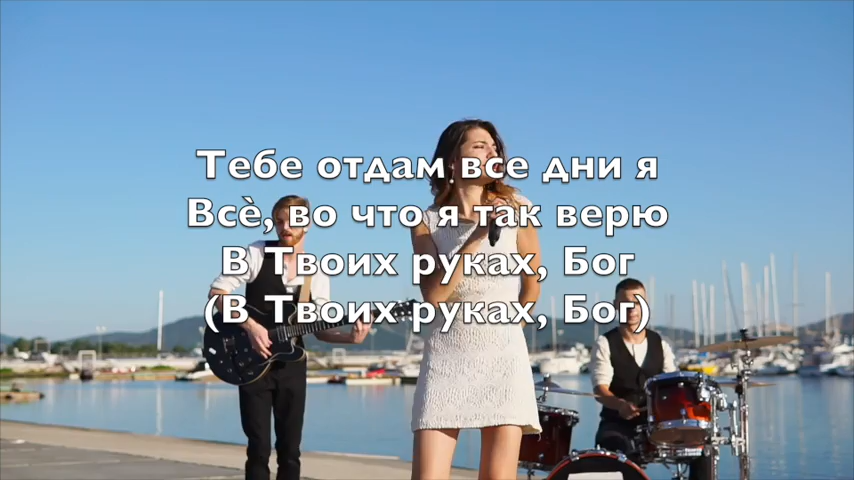 Тебе отдам все дни я
Всѐ, во что я так верю
В Твоих руках, Бог
(В Твоих руках, Бог)